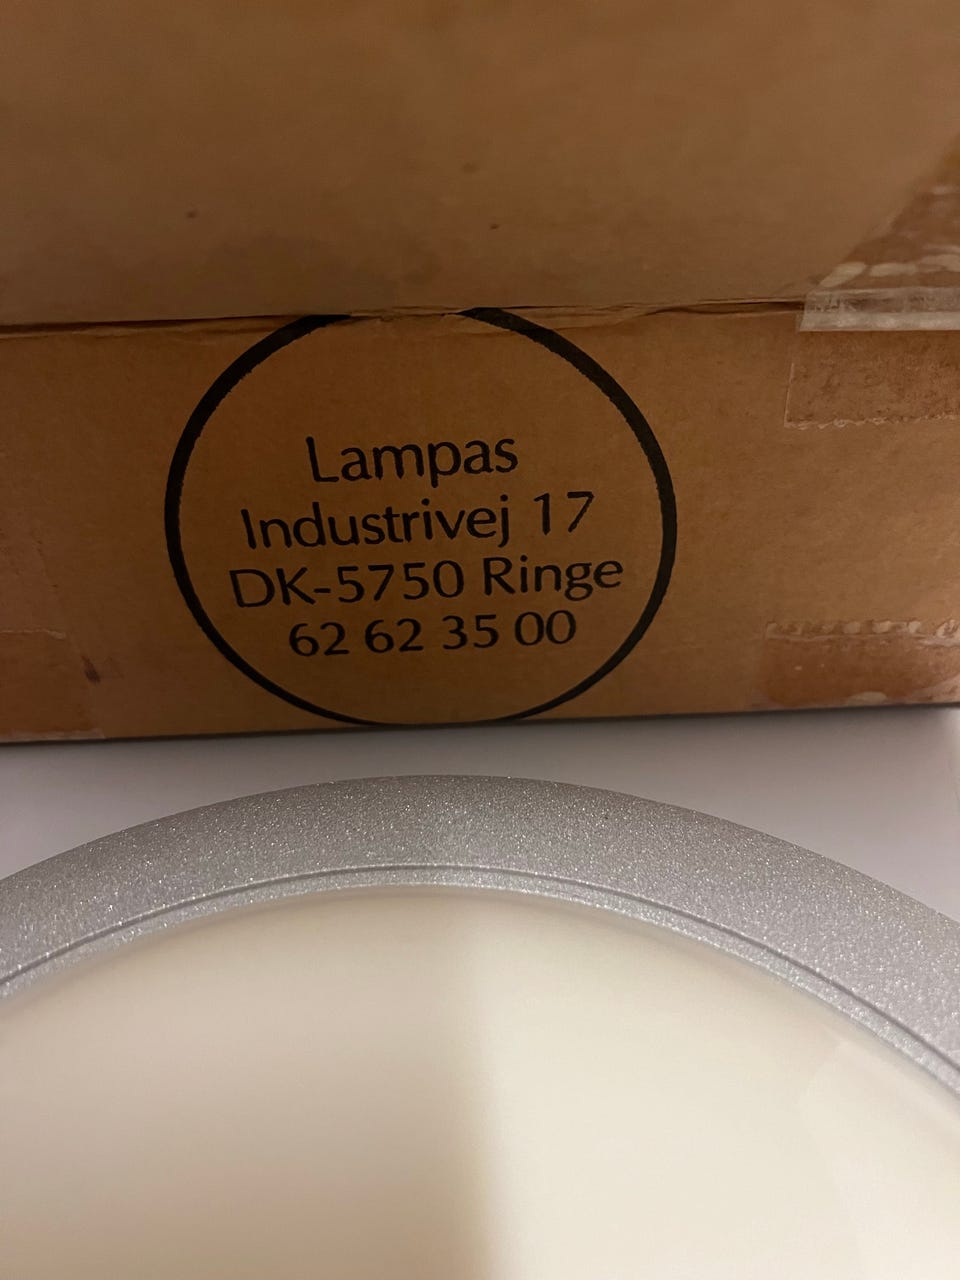 Lampas
Industrivej 17
DK-5750 Ringe
62 62 35 00